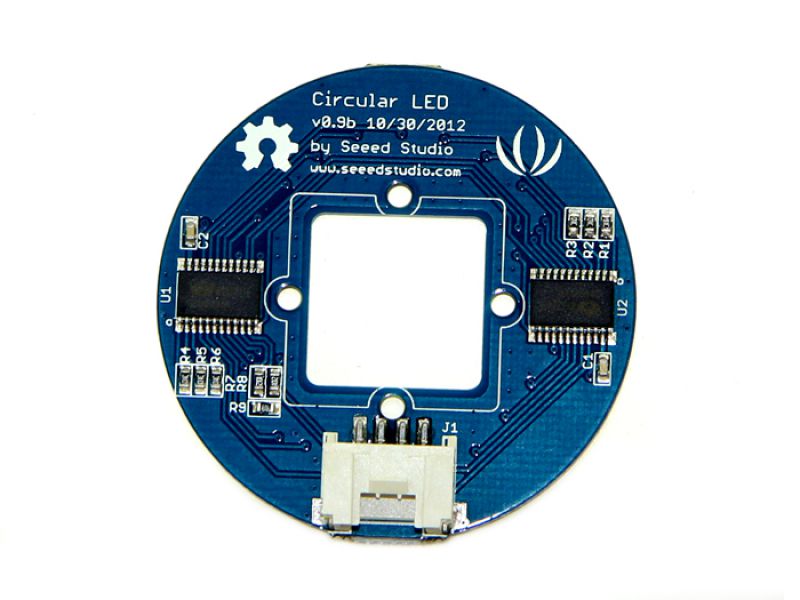 Circular LED
v0.9b 10/30/2012
by Seeed Studio
www.seeedstudio.com
C2
R3
R2
R1
U1
U2
R4
R5
R6
R7
R8
C1
R9
J1